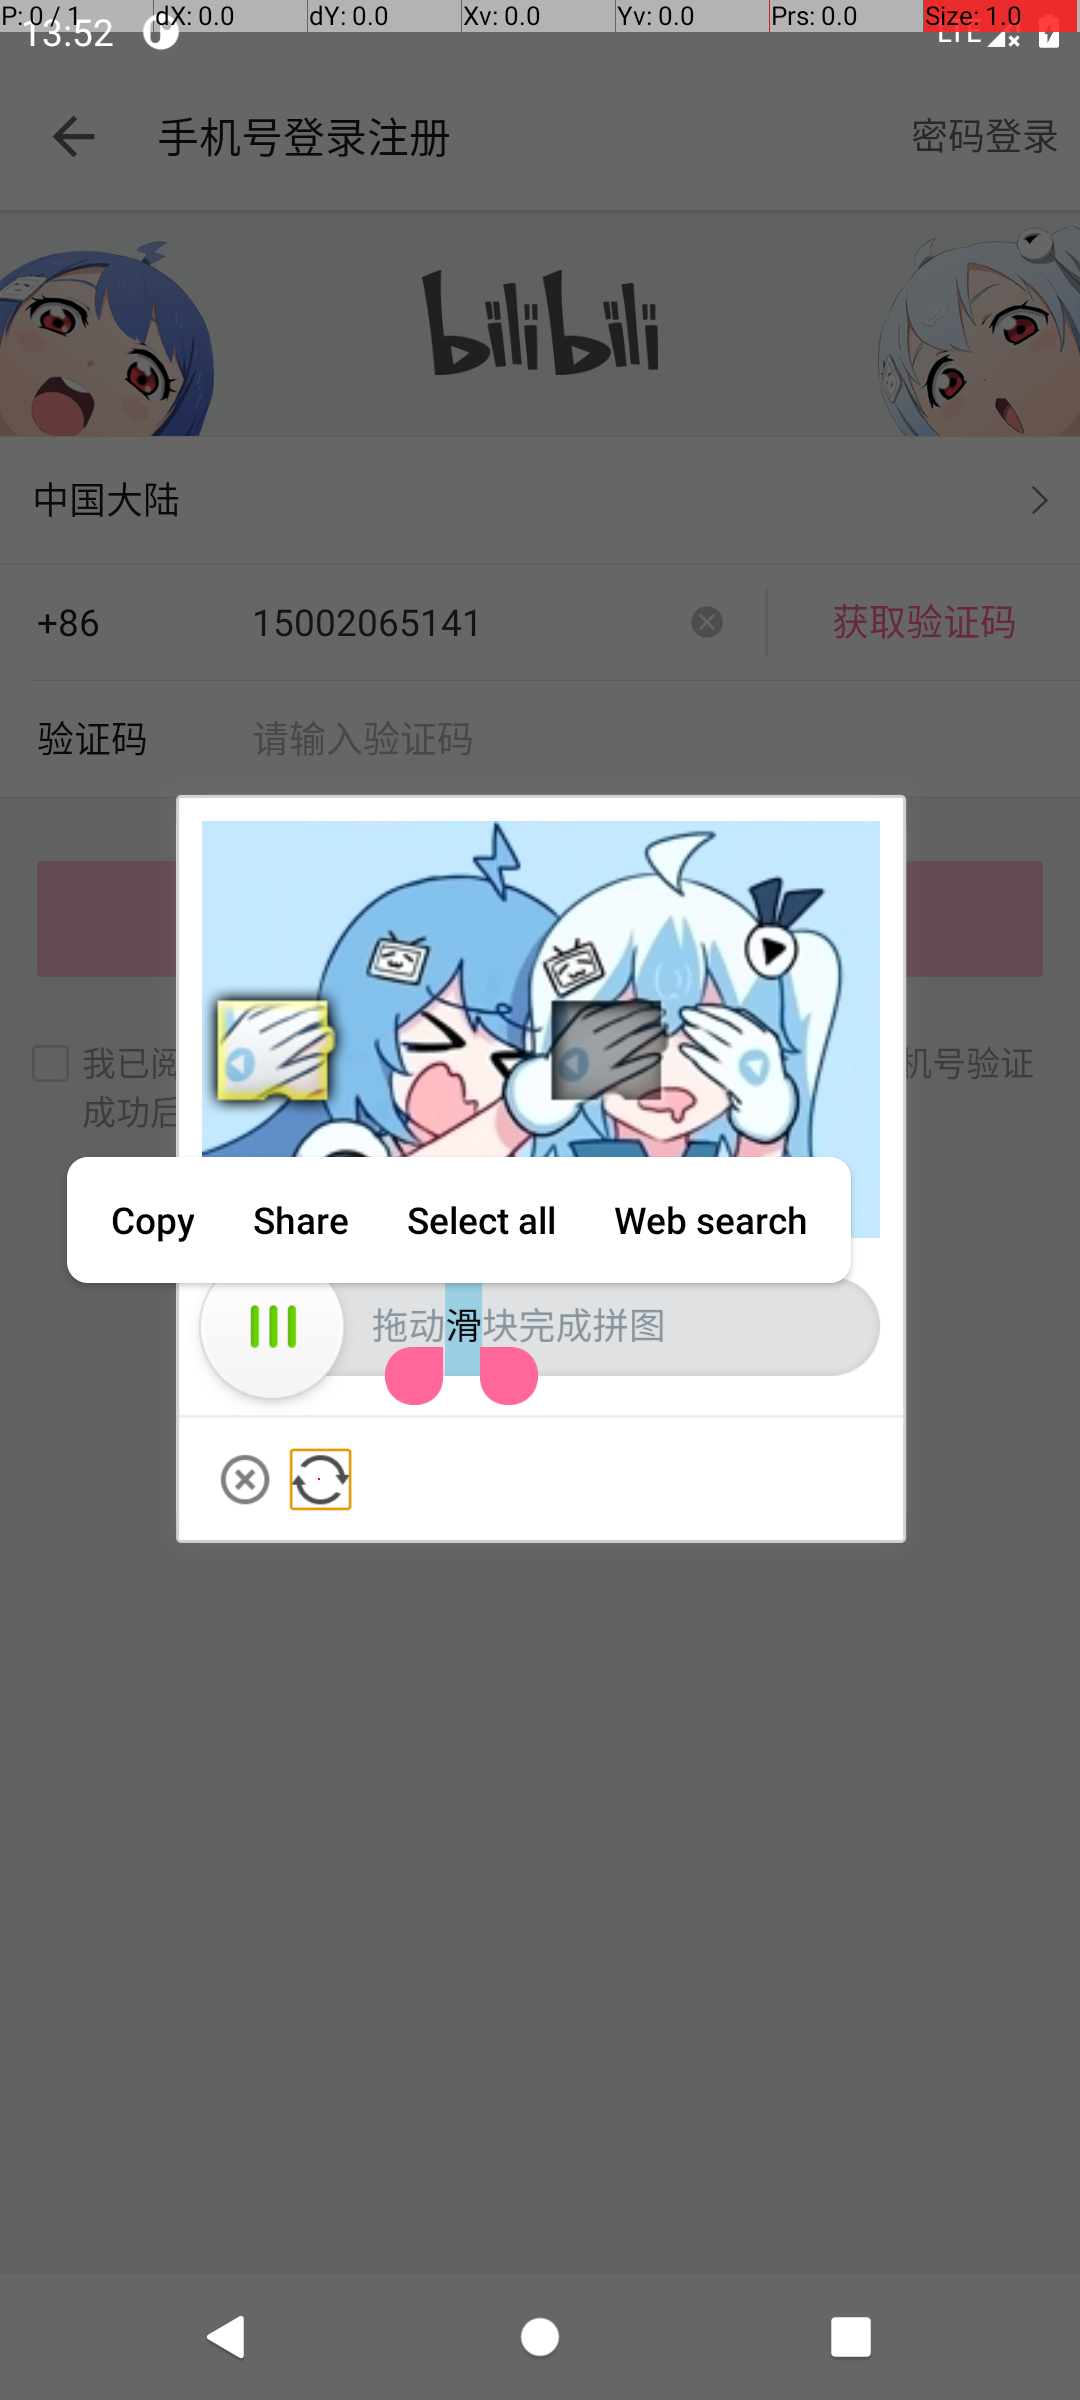 P: 0 / 1 dX: 0.0 dY: 0.0 Xv: 0.0 Yv: 0.0 Prs: 0.0 Size: 1.0
13:52 LTE
手机号登录注册 密码登录
bilibili
中国大陆
+86 15002065141 获取验证码
验证码 请输入验证码
我已阅 机号验证
成功后
Copy Share Select all Web search
拖动滑块完成拼图